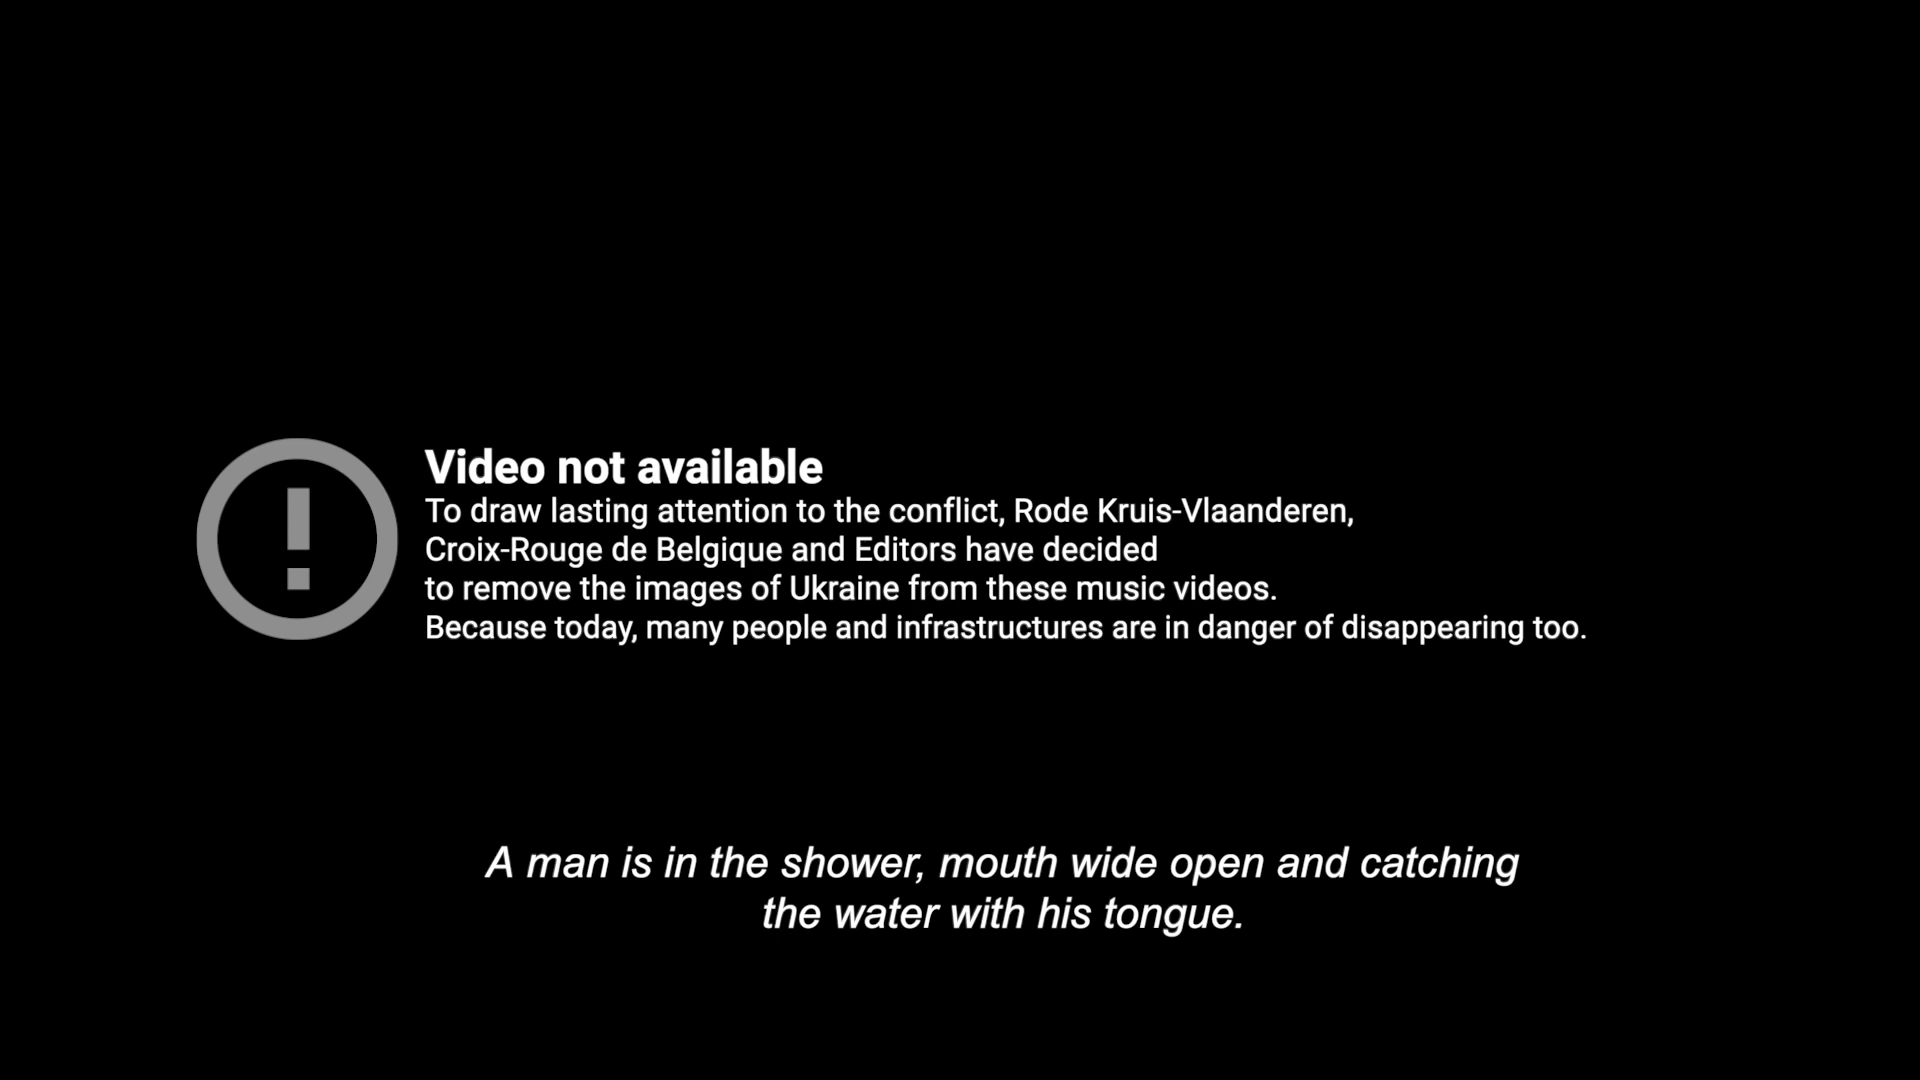 Video not available
To draw lasting attention to the conflict, Rode Kruis-Vlaanderen,
Croix-Rouge de Belgique and Editors have decided
to remove the images of Ukraine from these music videos.
Because today, many people and infrastructures are in danger of disappearing too.
A man is in the shower, mouth wide open and catching
the water with his tongue.